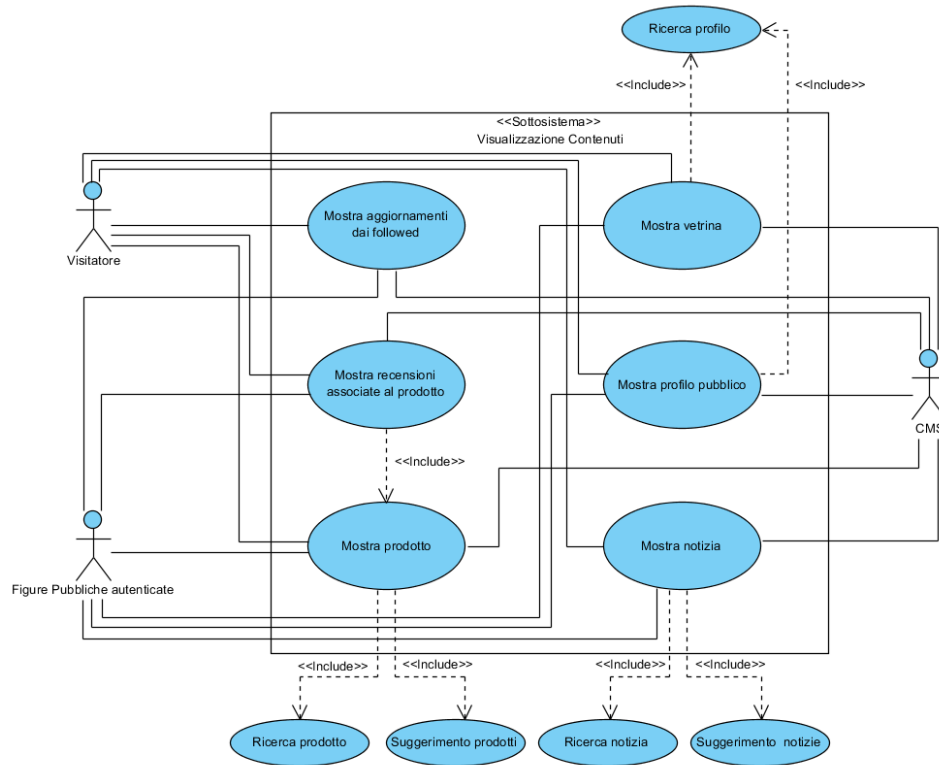 Ricerca profilo
<<Include>>
<<Include>>
<<Sottosistema>>
Visualizzazione Contenuti
Mostra aggiornamenti
dai followed
Mostra vetrina
Visitatore
Mostra recensioni
associate al prodotto
Mostra profilo pubblico
CMS
<<Include>>
Mostra prodotto
Mostra notizia
Figure Pubbliche autenticate
<<Include>>
<<Include>>
<<Include>>
<<Include>>
Ricerca prodotto
Suggerimento prodotti
Ricerca notizia
Suggerimento notizie